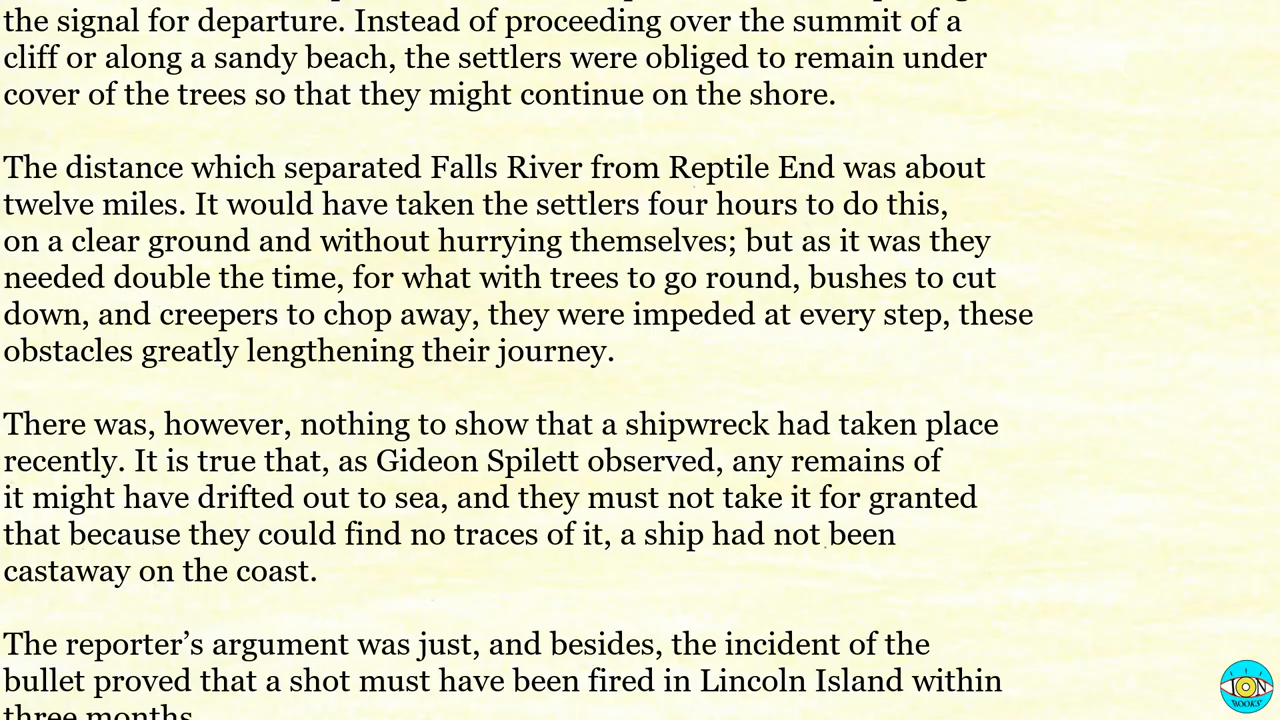 the signal for departure. Instead of proceeding over the summit of a
cliff or along a sandy beach, the settlers were obliged to remain under
cover of the trees so that they might continue on the shore.
The distance which separated Falls River from Reptile End was about
twelve miles. It would have taken the settlers four hours to do this,
on a clear ground and without hurrying themselves; but as it was they
needed double the time, for what with trees to go round, bushes to cut
down, and creepers to chop away, they were impeded at every step, these
obstacles greatly lengthening their journey.
There was, however, nothing to show that a shipwreck had taken place
recently. It is true that, as Gideon Spilett observed, any remains of
it might have drifted out to sea, and they must not take it for granted
that because they could find no traces of it, a ship had not been
castaway on the coast.
The reporter’s argument was just, and besides, the incident of the
bullet proved that a shot must have been fired in Lincoln Island within
three months.
ION
BOOKS